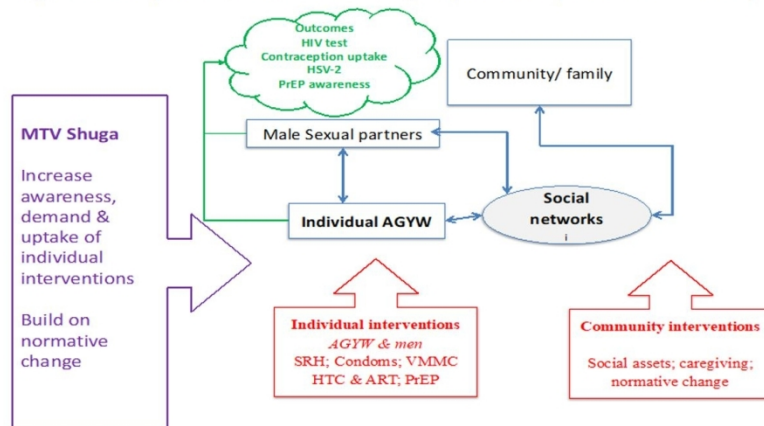 Outcomes
HIV test
Contraception uptake
HSV-2
PrEP awareness
Community/ family
MTV Shuga
Increase
awareness,
demand &
uptake of
individual
interventions
Build on
normative
change
Male Sexual partners
Individual AGYW
Social
networks
i
Individual interventions
AGYW & men
SRH; Condoms; VMMC
HTC & ART; PrEP
Community interventions
Social assets; caregiving;
normative change